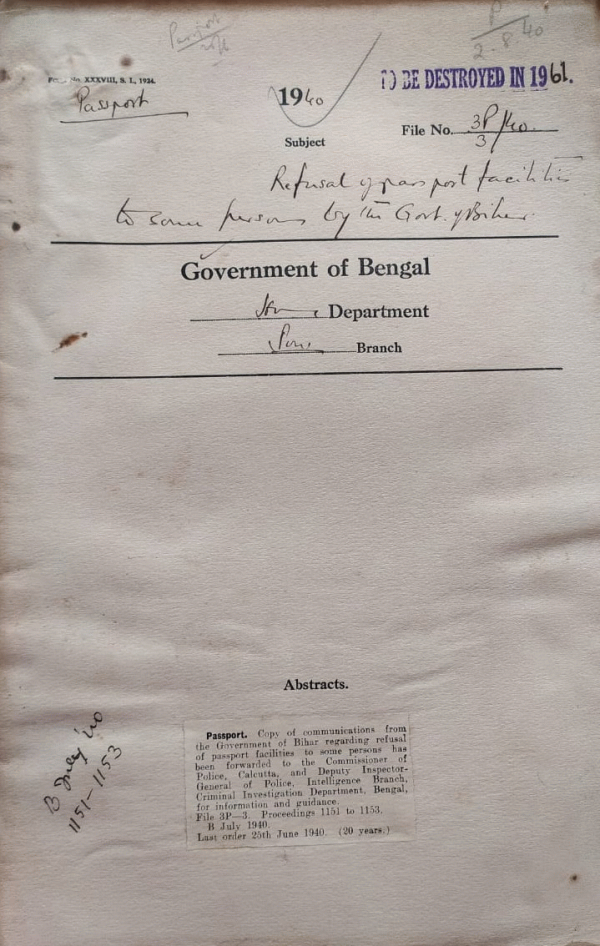 Passport
P
2-8-40
No. XXXVIII, S. I., 1934.
TO BE DESTROYED IN 1961.
Passport
1940
File No. 3P/40
3
Subject
Refusal of passport facilities
to some persons by the Govt. of Bihar.
Government of Bengal
Department
Branch
Abstracts.
B July '40
1151-1153
Passport. Copy of communications from
the Government of Bihar regarding refusal
of passport facilities to some persons has
been forwarded to the Commissioner of
Police, Calcutta, and Deputy Inspector-
General of Police, Intelligence Branch,
Criminal Investigation Department, Bengal,
for information and guidance.
File 3P—3. Proceedings 1151 to 1153.
B July 1940.
Last order 25th June 1940. (20 years.)